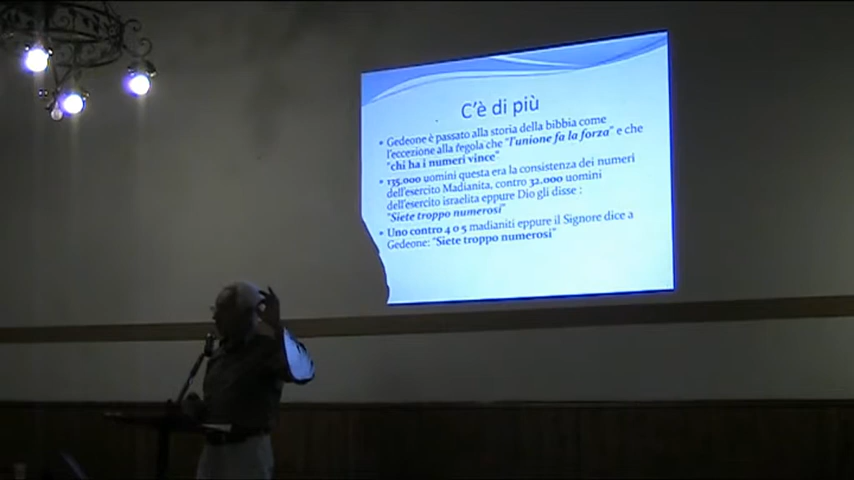 C'è di più
• Gedeone è passato alla storia della bibbia come
l'eccezione alla regola che "l'unione fa la forza" e che
"chi ha i numeri vince"
• 135.000 uomini questa era la consistenza dei numeri
dell'esercito Madianita, contro 32.000 uomini
dell'esercito israelita eppure Dio gli disse :
"Siete troppo numerosi"
• Uno contro 4 o 5 madianiti eppure il Signore dice a
Gedeone: "Siete troppo numerosi"